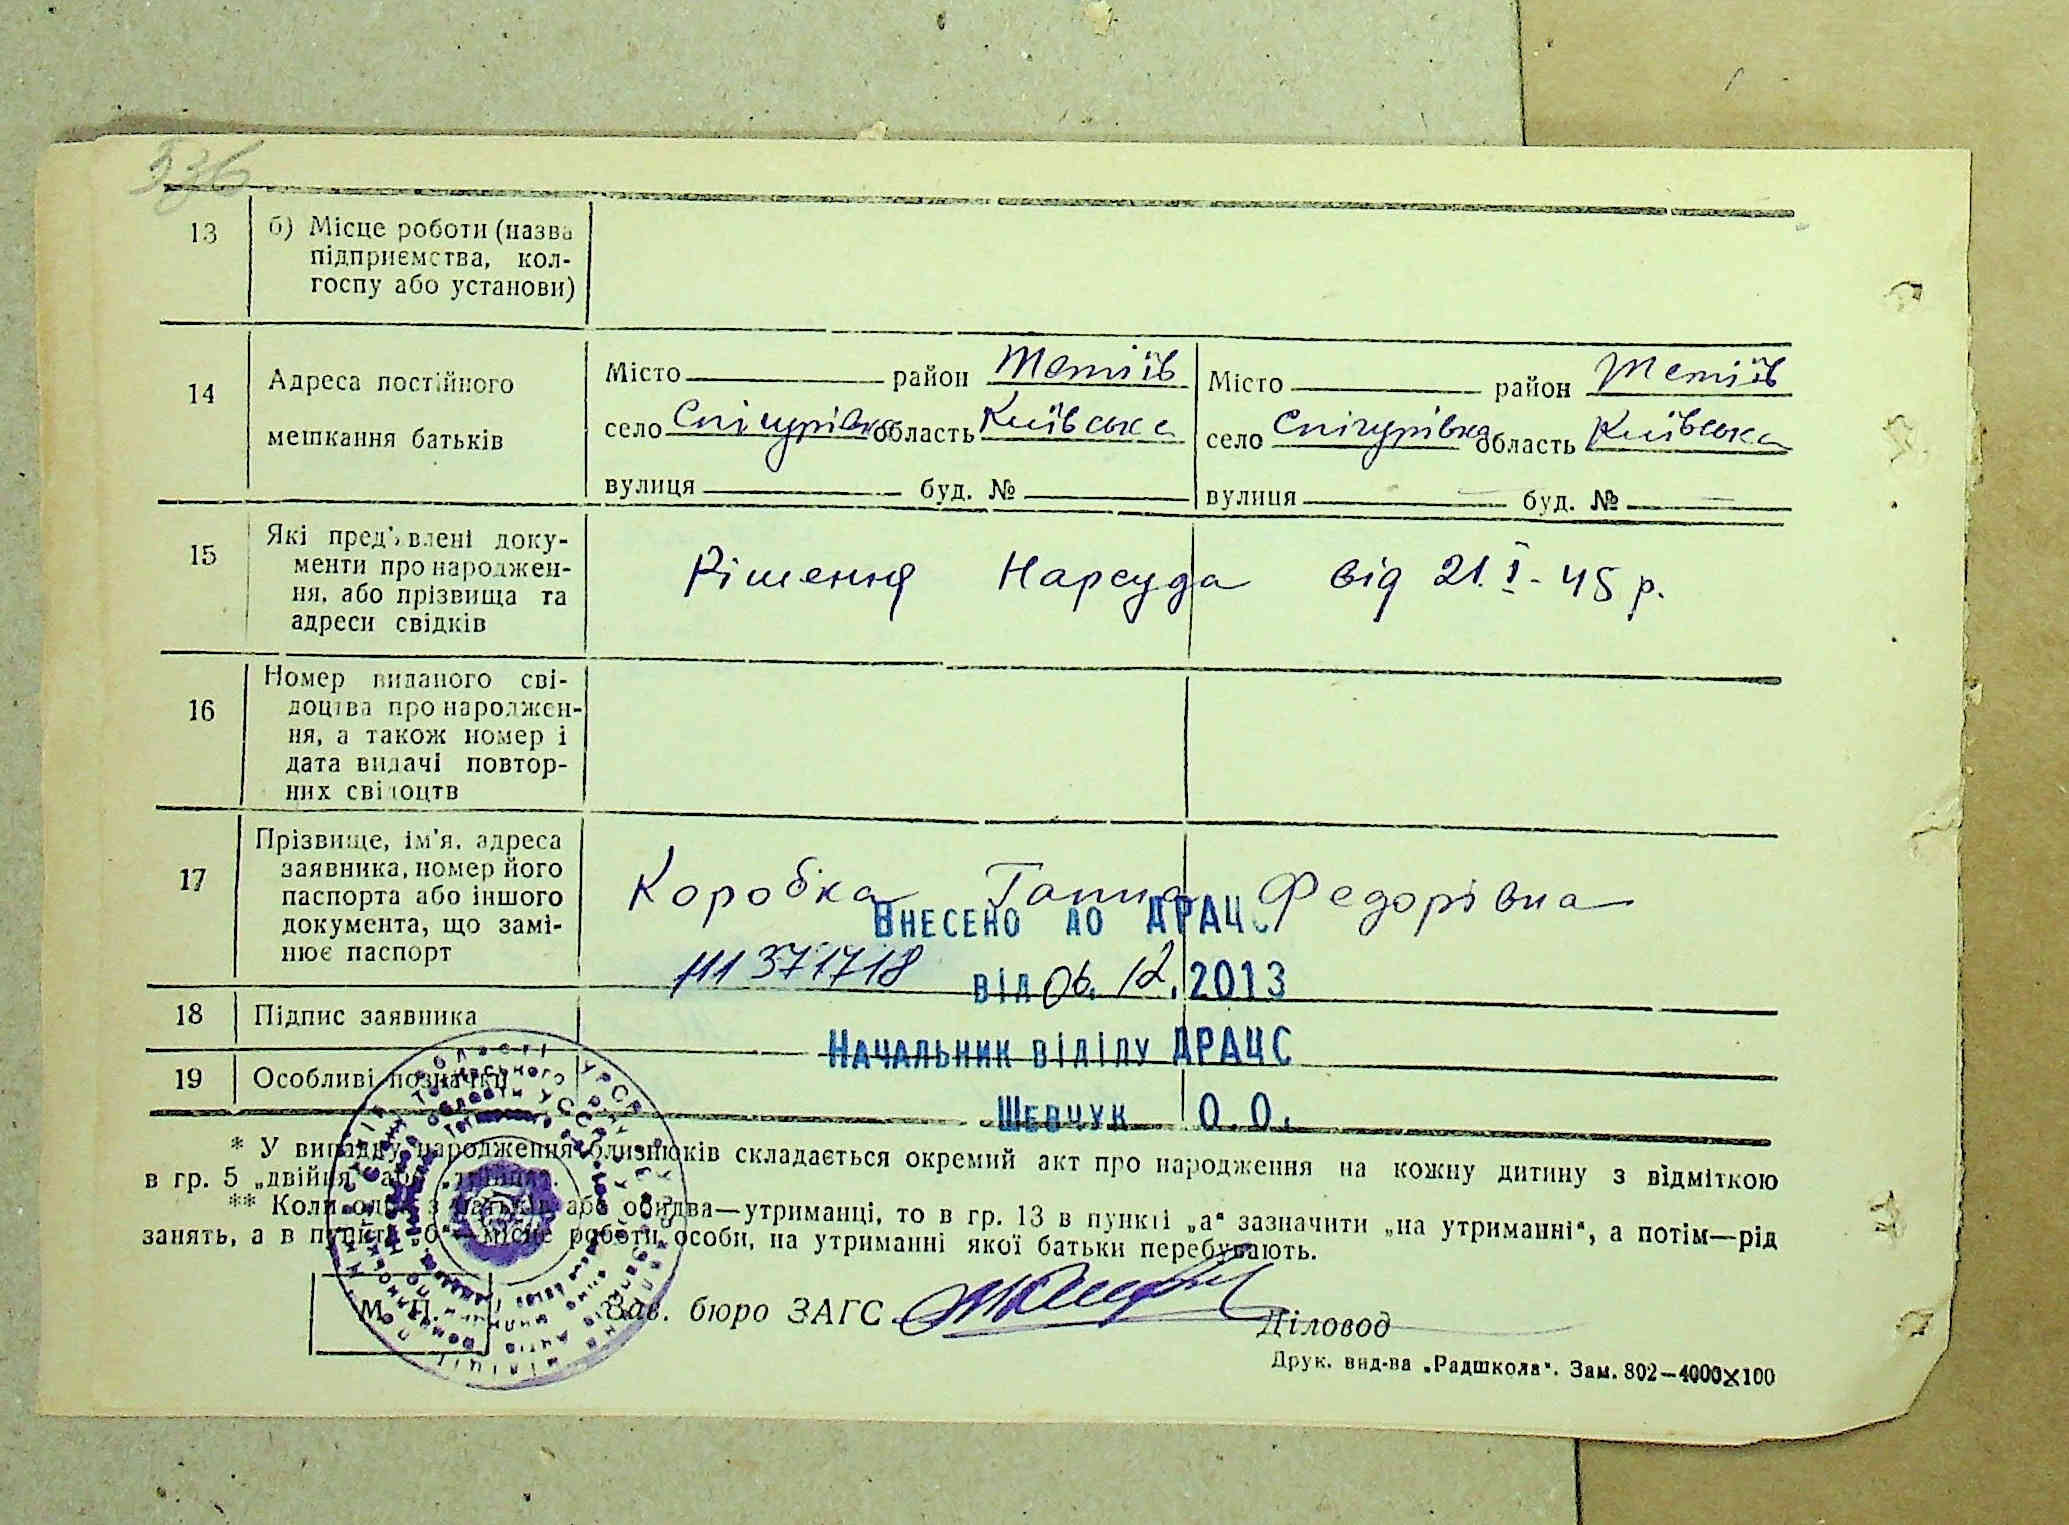 536
13
б) Місце роботи (назва
підприємства, кол-
госпу або установи)
14
Адреса постійного
мешкання батьків
Місто район Тетіїв
село Спічурівка область Київська
вулиця буд. №
Місто район Тетіїв
село Спічурівка область Київська
вулиця буд. №
15
Які пред'явлені доку-
менти про народжен-
ня, або прізвища та
адреси свідків
Рішення Нарсуда від 21.I-45 р.
16
Номер виданого сві-
доцтва про народжен-
ня, а також номер і
дата видачі повтор-
них свідоцтв
17
Прізвище, ім'я, адреса
заявника, номер його
паспорта або іншого
документа, що замі-
нює паспорт
Коробка Ганна Федорівна
Внесено до ДРАЦС
371718 від 06.12.2013
18
Підпис заявника
Начальник відділу ДРАЦС
19
Особливі позначки
Шевчук О.О.
* У випадку народження близнюків складається окремий акт про народження на кожну дитину з відміткою
в гр. 5 „двійня" або „трійня".
** Коли один з батьків або обидва—утриманці, то в гр. 13 в пункті „а" зазначити „на утриманні", а потім—рід
занять, а в пункті „б"—місце роботи особи, на утриманні якої батьки перебувають.
М. П.
Зав. бюро ЗАГС
Діловод
Друк. вид-ва „Радшкола". Зам. 802—4000×100